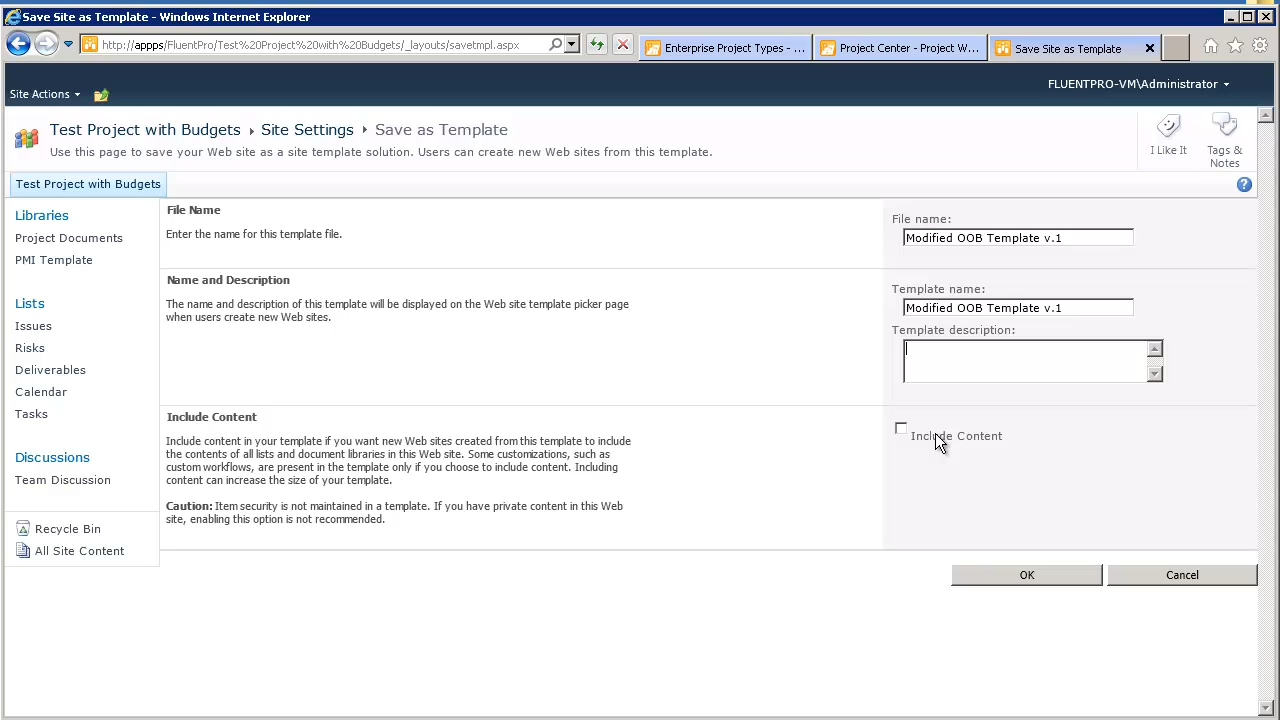 Save Site as Template - Windows Internet Explorer
http://appps/FluentPro/Test%20Project%20with%20Budgets/_layouts/savetmpl.aspx
Enterprise Project Types - ...
Project Center - Project W...
Save Site as Template
Site Actions
FLUENTPRO-VM\Administrator
Test Project with Budgets
Site Settings
Save as Template
Use this page to save your Web site as a site template solution. Users can create new Web sites from this template.
I Like It
Tags &
Notes
Test Project with Budgets
Libraries
Project Documents
PMI Template
Lists
Issues
Risks
Deliverables
Calendar
Tasks
Discussions
Team Discussion
Recycle Bin
All Site Content
File Name
Enter the name for this template file.
File name:
Modified OOB Template v.1
Name and Description
The name and description of this template will be displayed on the Web site template picker page
when users create new Web sites.
Template name:
Modified OOB Template v.1
Template description:
Include Content
Include content in your template if you want new Web sites created from this template to include
the contents of all lists and document libraries in this Web site. Some customizations, such as
custom workflows, are present in the template only if you choose to include content. Including
content can increase the size of your template.
Caution: Item security is not maintained in a template. If you have private content in this Web
site, enabling this option is not recommended.
Include Content
OK
Cancel